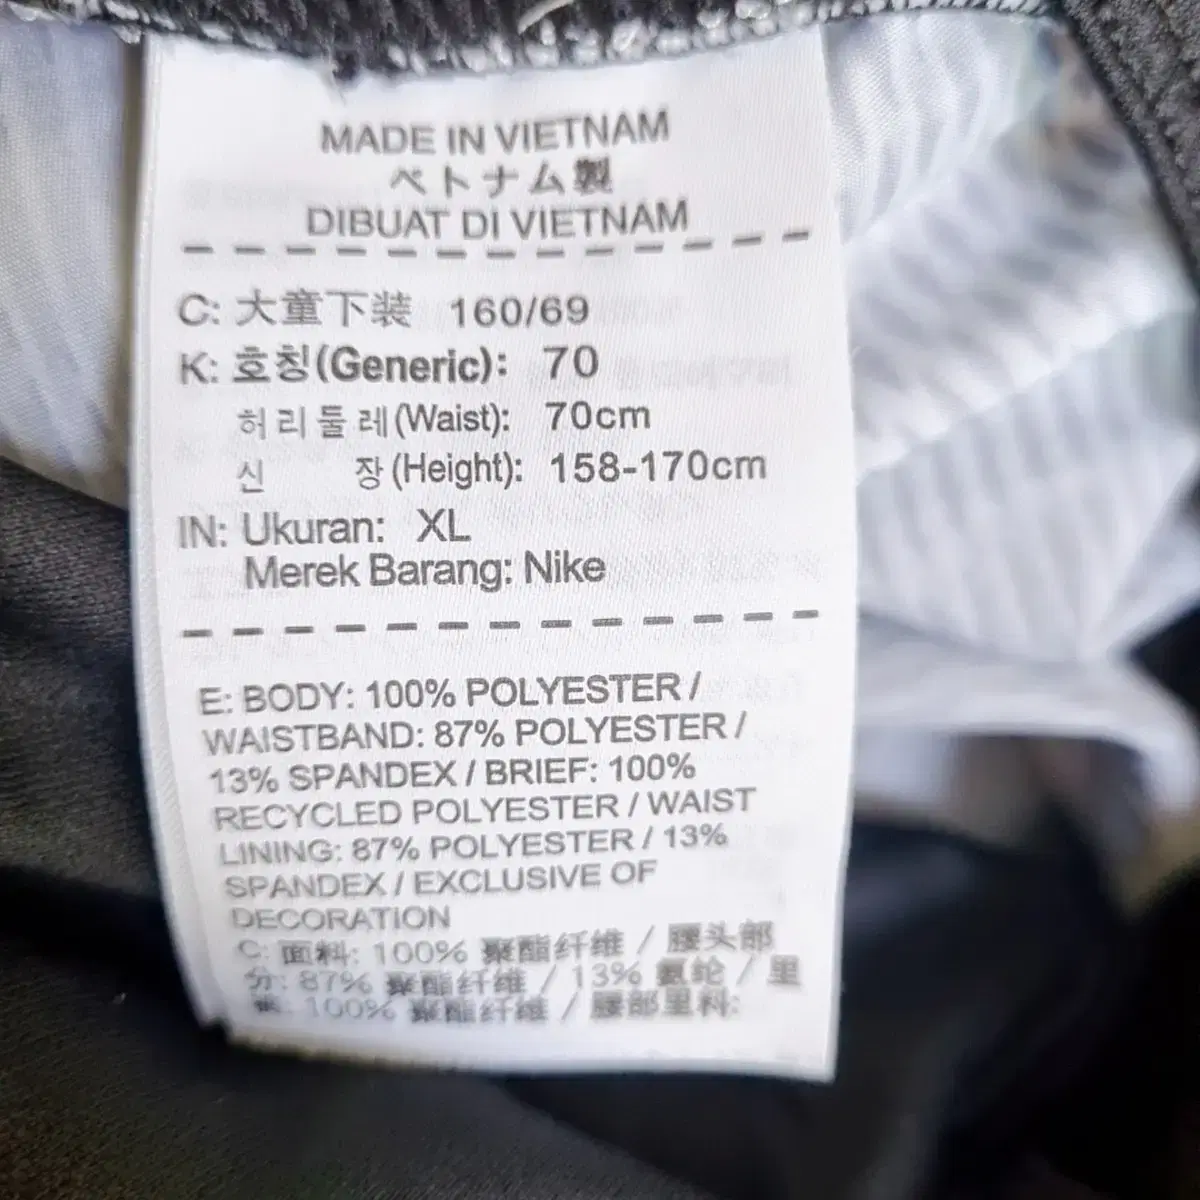 MADE IN VIETNAM
ベトナム製
DIBUAT DI VIETNAM
C: 大童下装 160/69
K: 호칭(Generic): 70
허리둘레(Waist): 70cm
신 장(Height): 158-170cm
IN: Ukuran: XL
Merek Barang: Nike
E: BODY: 100% POLYESTER /
WAISTBAND: 87% POLYESTER /
13% SPANDEX / BRIEF: 100%
RECYCLED POLYESTER / WAIST
LINING: 87% POLYESTER / 13%
SPANDEX / EXCLUSIVE OF
DECORATION
C: 面料: 100% 聚酯纤维 / 腰头部
分: 87% 聚酯纤维 / 13% 氨纶 / 里
100% 聚酯纤维 / 腰部里料: